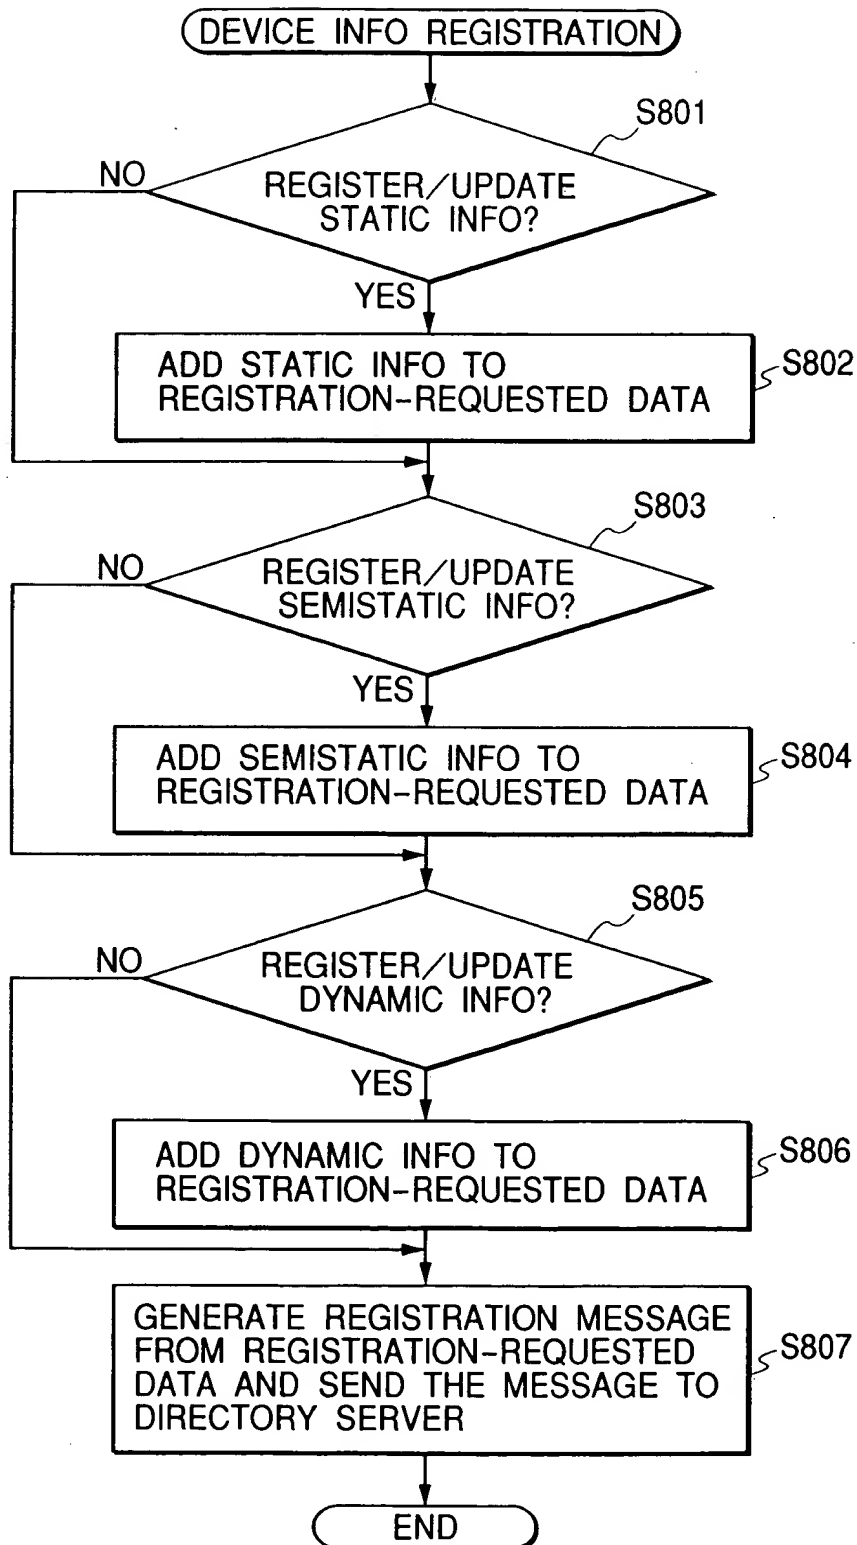 DEVICE INFO REGISTRATION
S801
NO
REGISTER/UPDATE
STATIC INFO?
YES
ADD STATIC INFO TO
REGISTRATION-REQUESTED DATA
S802
S803
NO
REGISTER/UPDATE
SEMISTATIC INFO?
YES
ADD SEMISTATIC INFO TO
REGISTRATION-REQUESTED DATA
S804
S805
NO
REGISTER/UPDATE
DYNAMIC INFO?
YES
ADD DYNAMIC INFO TO
REGISTRATION-REQUESTED DATA
S806
GENERATE REGISTRATION MESSAGE
FROM REGISTRATION-REQUESTED
DATA AND SEND THE MESSAGE TO
DIRECTORY SERVER
S807
END